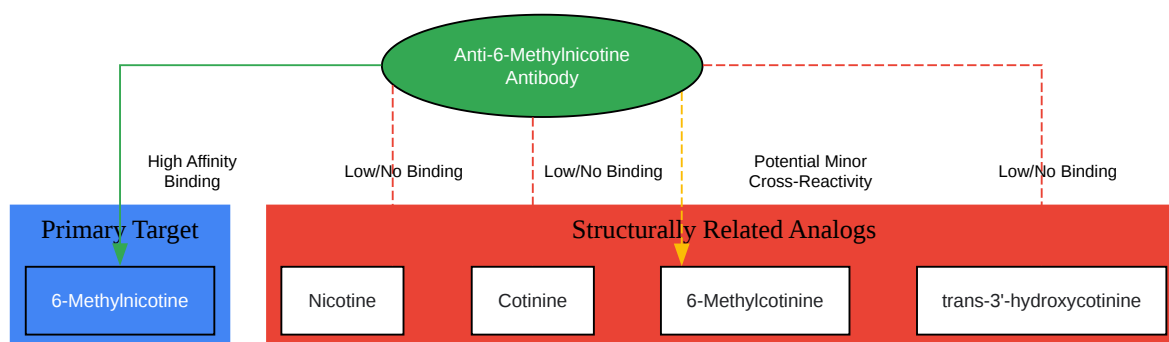 Anti-6-Methylnicotine
Antibody
High Affinity
Binding
Low/No Binding
Low/No Binding
Potential Minor
Cross-Reactivity
Low/No Binding
Primary Target
Structurally Related Analogs
6-Methylnicotine
Nicotine
Cotinine
6-Methylcotinine
trans-3'-hydroxycotinine